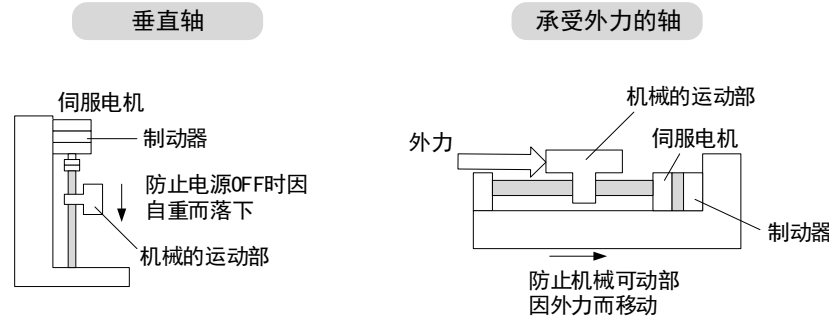 垂直轴
承受外力的轴
伺服电机
制动器
防止电源OFF时因
自重而落下
机械的运动部
机械的运动部
外力
伺服电机
制动器
防止机械可动部
因外力而移动